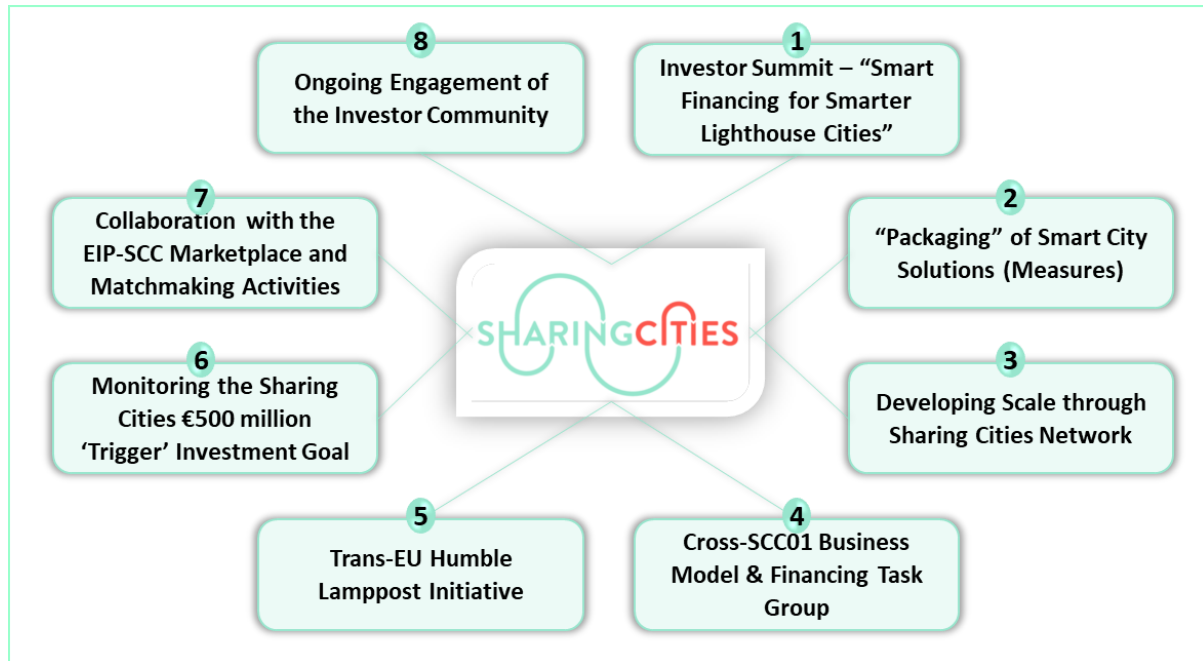 1
Investor Summit – “Smart
Financing for Smarter
Lighthouse Cities”
2
“Packaging” of Smart City
Solutions (Measures)
3
Developing Scale through
Sharing Cities Network
4
Cross-SCC01 Business
Model & Financing Task
Group
5
Trans-EU Humble
Lamppost Initiative
6
Monitoring the Sharing
Cities €500 million
‘Trigger’ Investment Goal
7
Collaboration with the
EIP-SCC Marketplace and
Matchmaking Activities
8
Ongoing Engagement of
the Investor Community
SHARINGCITIES